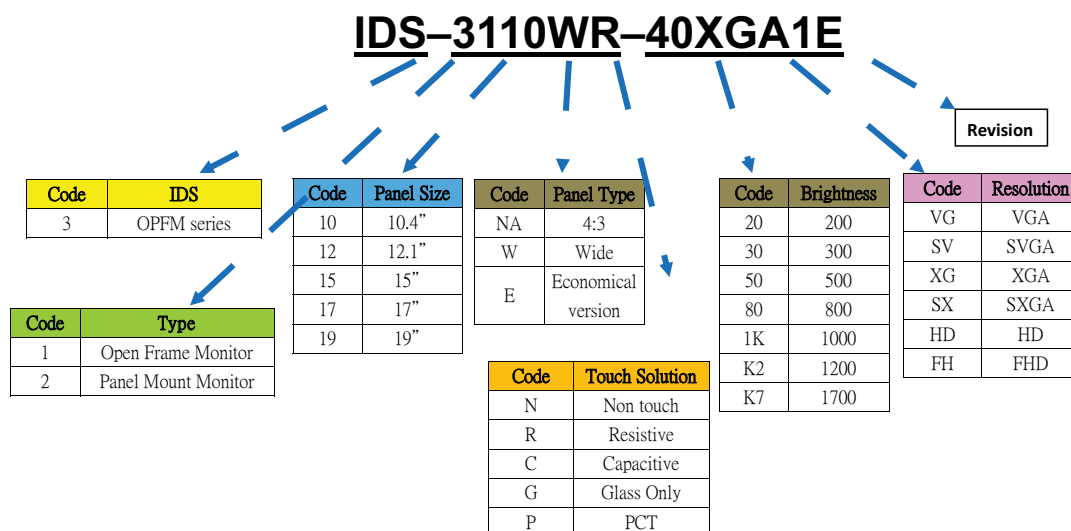 IDS–3110WR–40XGA1E
Revision
Code IDS
3 OPFM series
Code Type
1 Open Frame Monitor
2 Panel Mount Monitor
Code Panel Size
10 10.4”
12 12.1”
15 15”
17 17”
19 19”
Code Panel Type
NA 4:3
W Wide
E Economical
version
Code Touch Solution
N Non touch
R Resistive
C Capacitive
G Glass Only
P PCT
Code Brightness
20 200
30 300
50 500
80 800
1K 1000
K2 1200
K7 1700
Code Resolution
VG VGA
SV SVGA
XG XGA
SX SXGA
HD HD
FH FHD